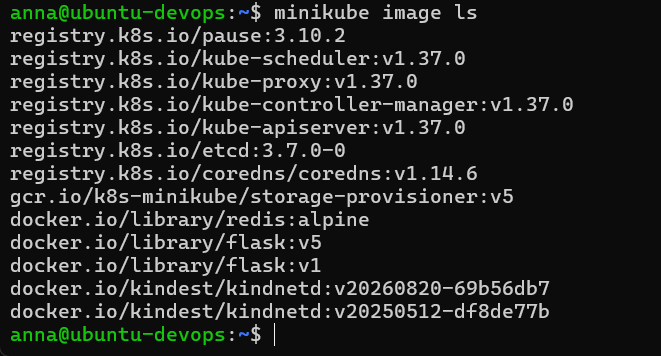 anna@ubuntu-devops:~$ minikube image ls
registry.k8s.io/pause:3.10.2
registry.k8s.io/kube-scheduler:v1.37.0
registry.k8s.io/kube-proxy:v1.37.0
registry.k8s.io/kube-controller-manager:v1.37.0
registry.k8s.io/kube-apiserver:v1.37.0
registry.k8s.io/etcd:3.7.0-0
registry.k8s.io/coredns/coredns:v1.14.6
gcr.io/k8s-minikube/storage-provisioner:v5
docker.io/library/redis:alpine
docker.io/library/flask:v5
docker.io/library/flask:v1
docker.io/kindest/kindnetd:v20260820-69b56db7
docker.io/kindest/kindnetd:v20250512-df8de77b
anna@ubuntu-devops:~$